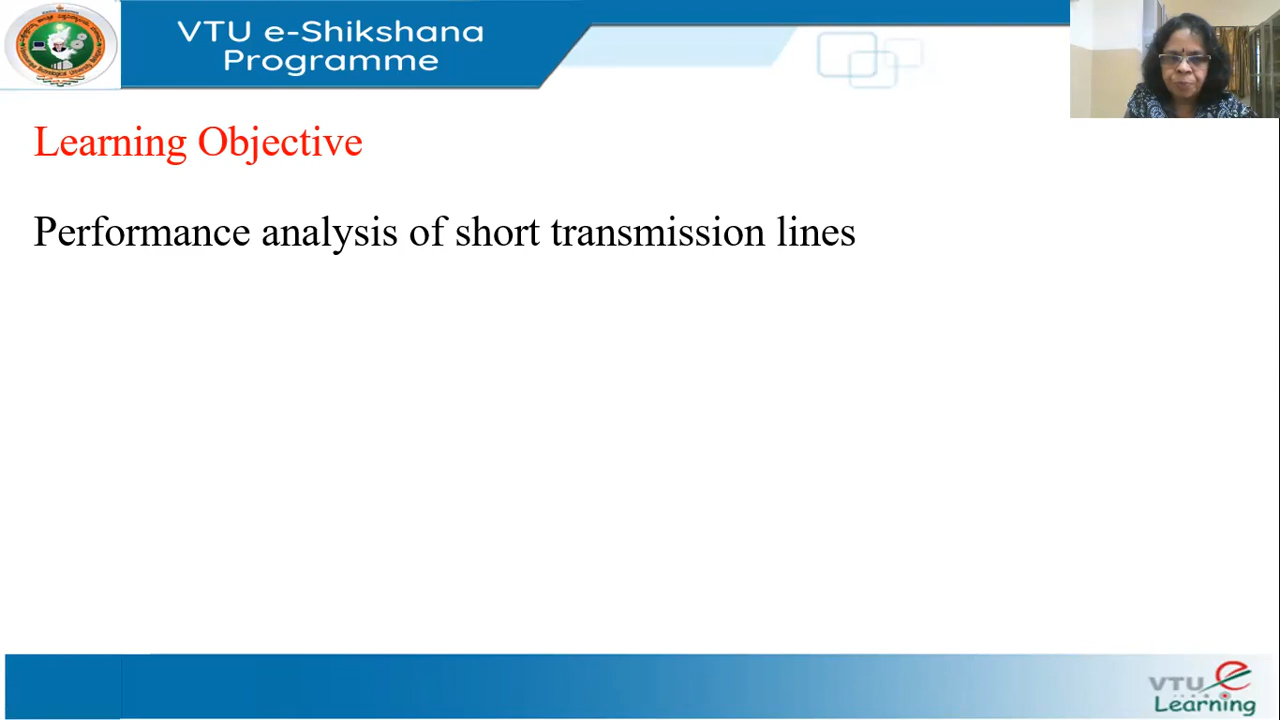 VTU e-Shikshana
Programme
Learning Objective
Performance analysis of short transmission lines
VTU e
Learning